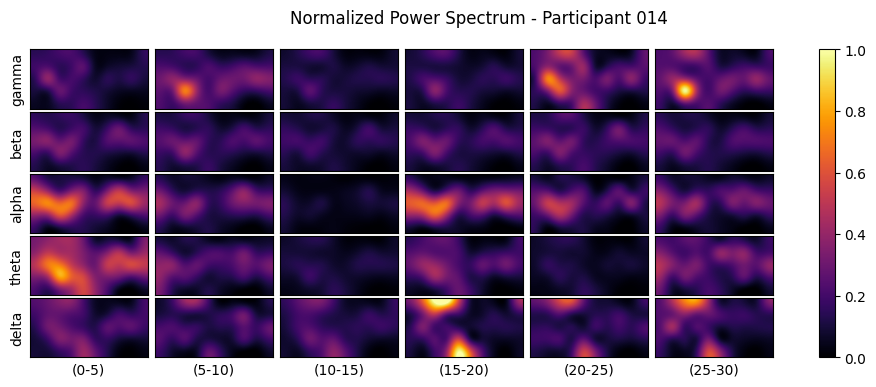 Normalized Power Spectrum - Participant 014
gamma
beta
alpha
theta
delta
(0-5) (5-10) (10-15) (15-20) (20-25) (25-30)
1.0
0.8
0.6
0.4
0.2
0.0